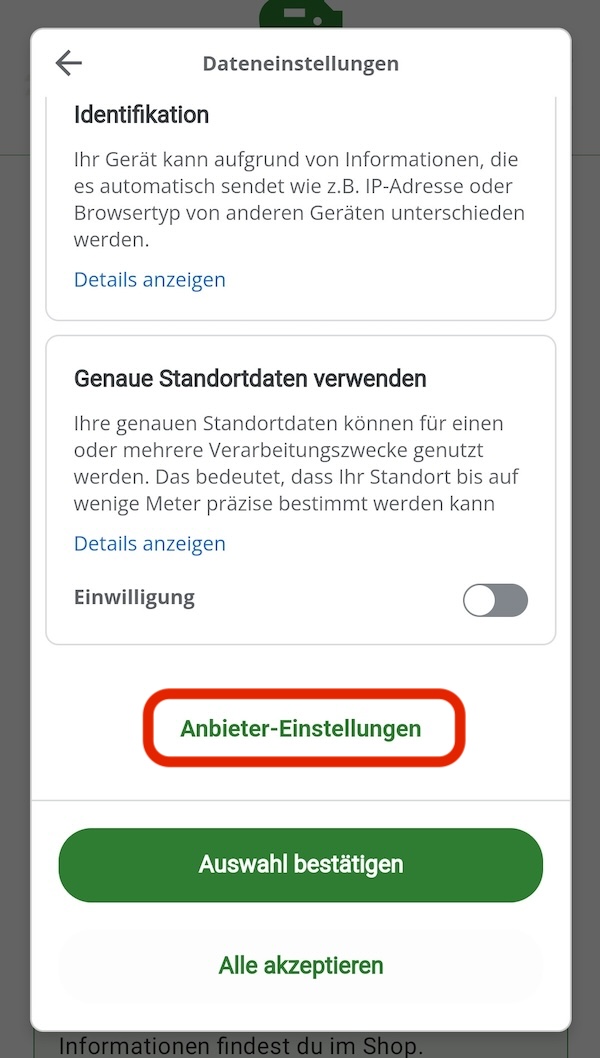 Dateneinstellungen
Identifikation
Ihr Gerät kann aufgrund von Informationen, die
es automatisch sendet wie z.B. IP-Adresse oder
Browsertyp von anderen Geräten unterschieden
werden.
Details anzeigen
Genaue Standortdaten verwenden
Ihre genauen Standortdaten können für einen
oder mehrere Verarbeitungszwecke genutzt
werden. Das bedeutet, dass Ihr Standort bis auf
wenige Meter präzise bestimmt werden kann
Details anzeigen
Einwilligung
Anbieter-Einstellungen
Auswahl bestätigen
Alle akzeptieren
Informationen findest du im Shop.